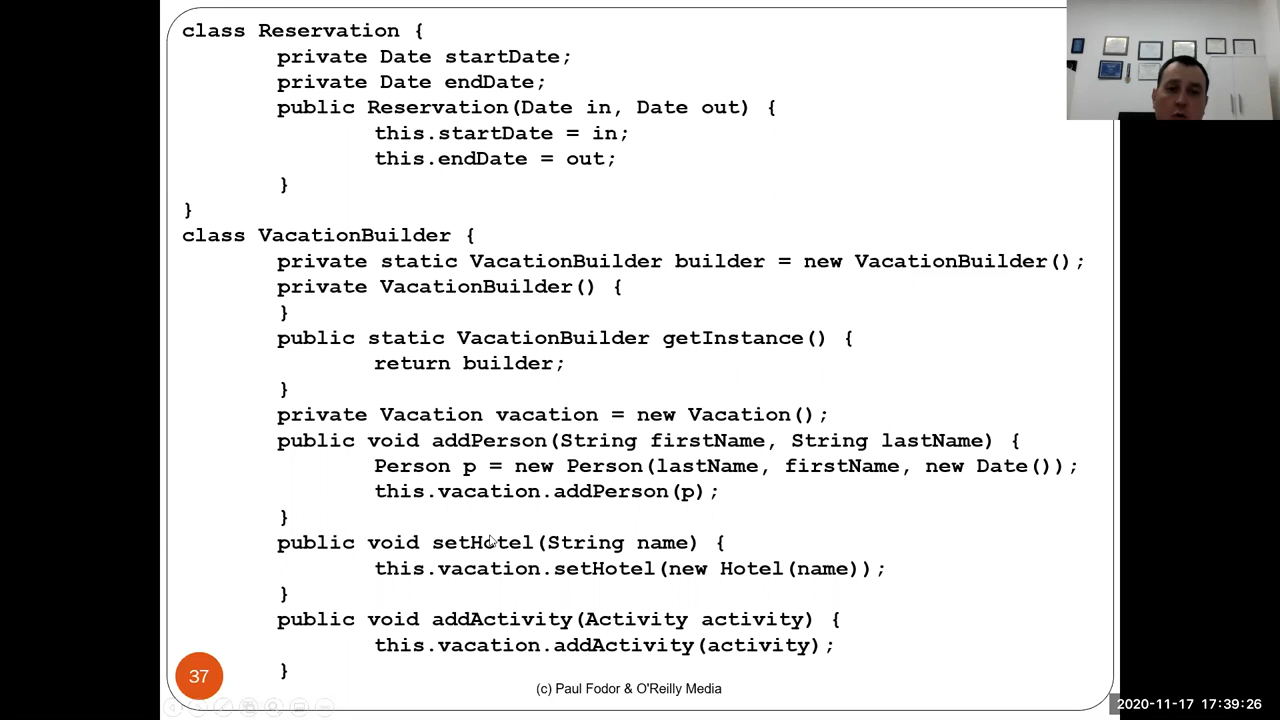 class Reservation {
private Date startDate;
private Date endDate;
public Reservation(Date in, Date out) {
this.startDate = in;
this.endDate = out;
}
}
class VacationBuilder {
private static VacationBuilder builder = new VacationBuilder();
private VacationBuilder() {
}
public static VacationBuilder getInstance() {
return builder;
}
private Vacation vacation = new Vacation();
public void addPerson(String firstName, String lastName) {
Person p = new Person(lastName, firstName, new Date());
this.vacation.addPerson(p);
}
public void setHotel(String name) {
this.vacation.setHotel(new Hotel(name));
}
public void addActivity(Activity activity) {
this.vacation.addActivity(activity);
}
37
(c) Paul Fodor & O'Reilly Media
2020-11-17 17:39:26